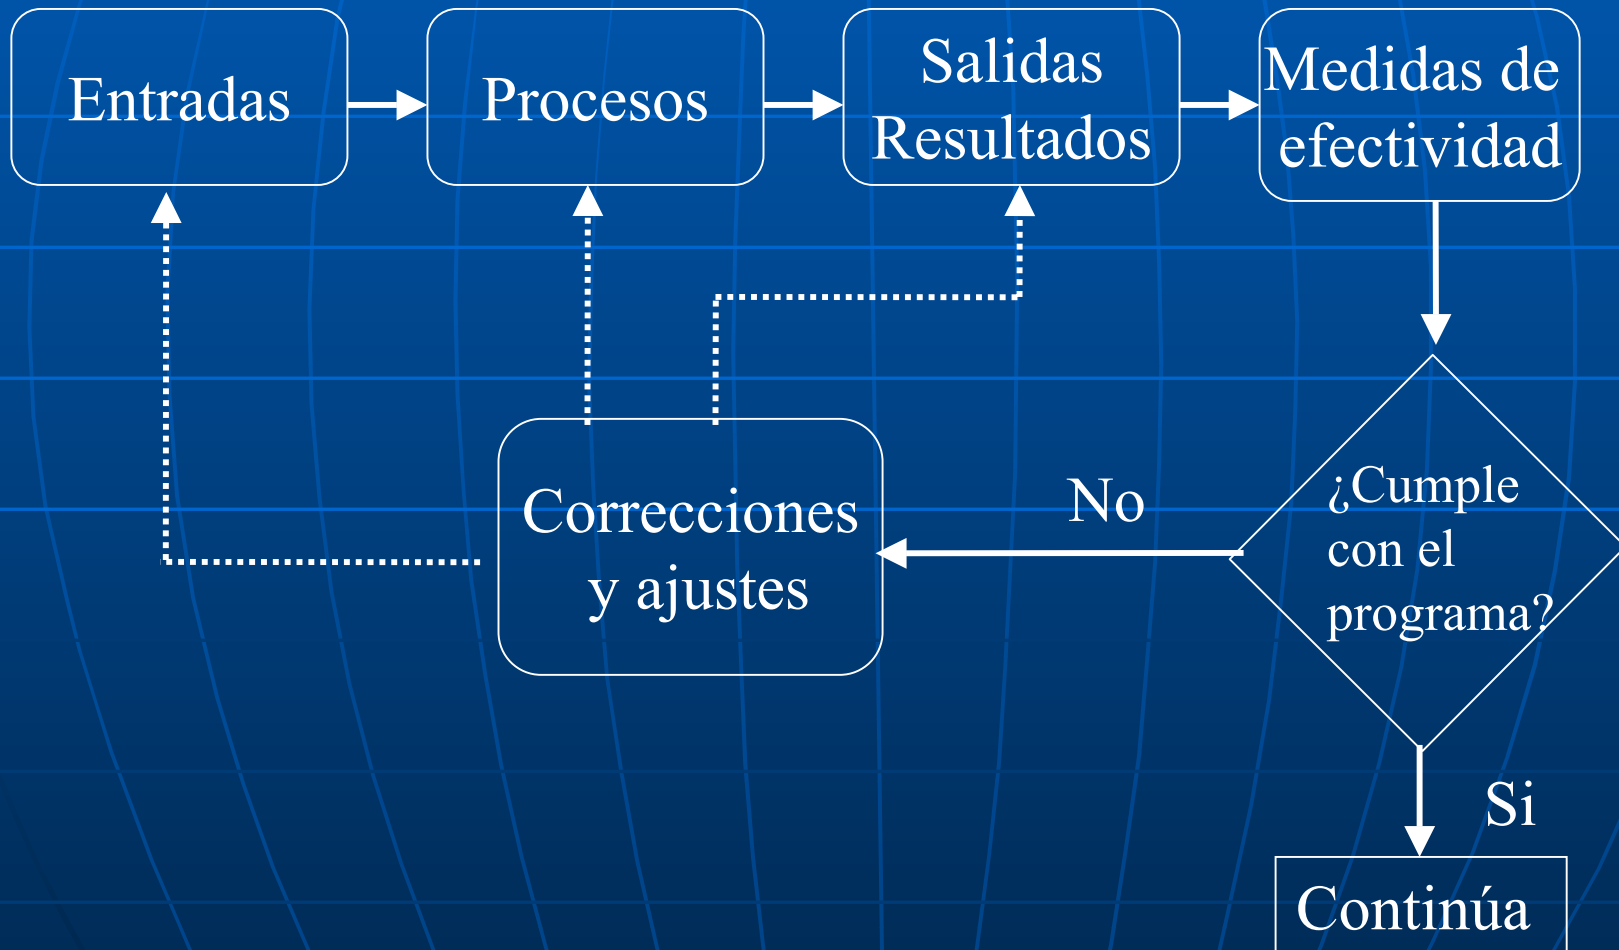 Entradas
Procesos
Salidas
Resultados
Medidas de
efectividad
¿Cumple
con el
programa?
No
Correcciones
y ajustes
Si
Continúa